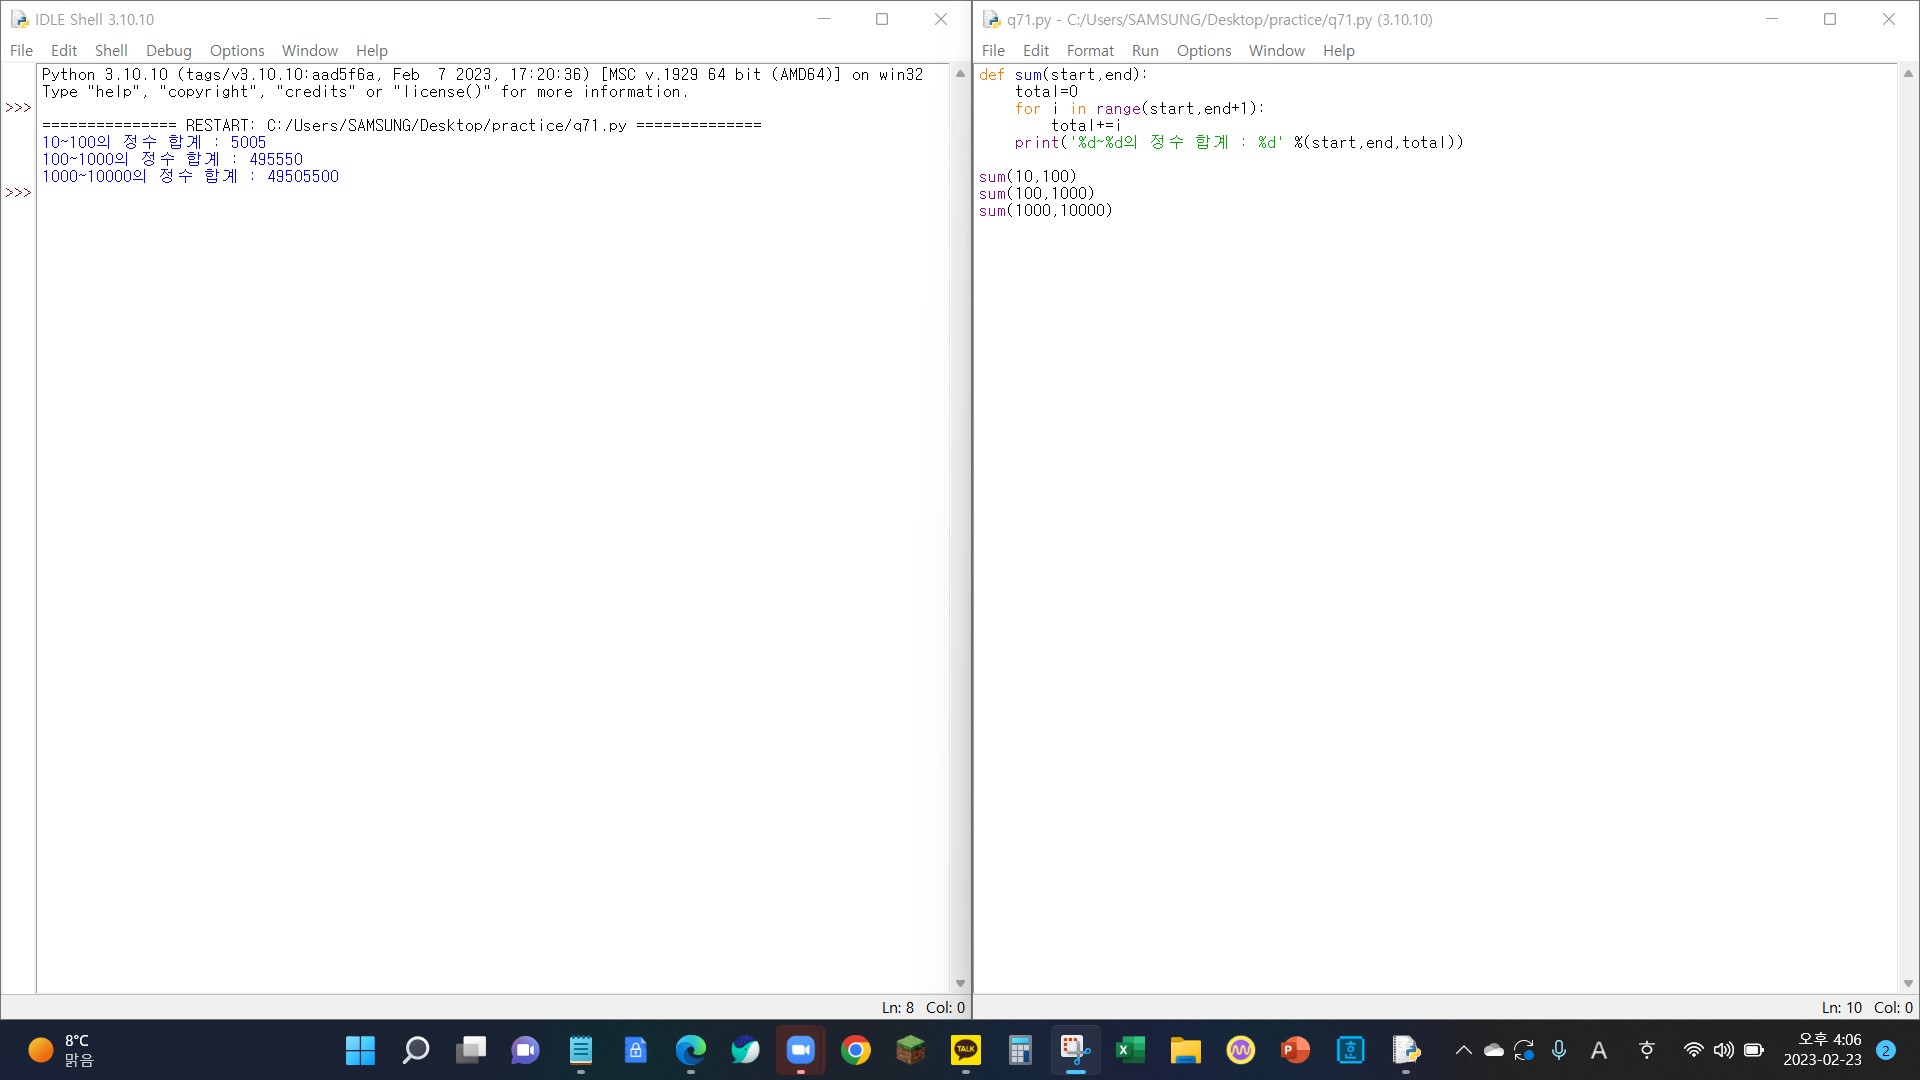 IDLE Shell 3.10.10
File Edit Shell Debug Options Window Help
Python 3.10.10 (tags/v3.10.10:aad5f6a, Feb  7 2023, 17:20:36) [MSC v.1929 64 bit (AMD64)] on win32
Type "help", "copyright", "credits" or "license()" for more information.
>>>
=============== RESTART: C:/Users/SAMSUNG/Desktop/practice/q71.py ==============
10~100의 정수 합계 : 5005
100~1000의 정수 합계 : 495550
1000~10000의 정수 합계 : 49505500
>>>
Ln: 8 Col: 0
q71.py - C:/Users/SAMSUNG/Desktop/practice/q71.py (3.10.10)
File Edit Format Run Options Window Help
def sum(start,end):
    total=0
    for i in range(start,end+1):
        total+=i
    print('%d~%d의 정수 합계 : %d' %(start,end,total))
sum(10,100)
sum(100,1000)
sum(1000,10000)
Ln: 10 Col: 0
8°C
맑음
TALK
A
오후 4:06
2023-02-23
2